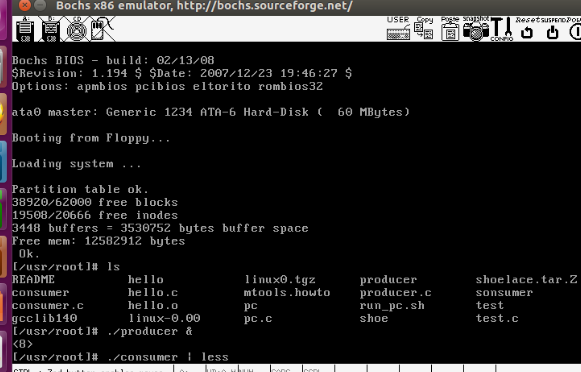 Bochs x86 emulator, http://bochs.sourceforge.net/
A: B: CD USER Copy Paste snapshot CONFIG Reset SUSPEND
Bochs BIOS - build: 02/13/08
$Revision: 1.194 $ $Date: 2007/12/23 19:46:27 $
Options: apmbios pcibios eltorito rombios32
ata0 master: Generic 1234 ATA-6 Hard-Disk ( 60 MBytes)
Booting from Floppy...
Loading system ...
Partition table ok.
38920/62000 free blocks
19508/20666 free inodes
3448 buffers = 3530752 bytes buffer space
Free mem: 12582912 bytes
Ok.
[/usr/root]# ls
README hello linux0.tgz producer shoelace.tar.Z
consumer hello.c mtools.howto producer.c sonsumer
consumer.c hello.o pc run_pc.sh test
gcclib140 linux-0.00 pc.c shoe test.c
[/usr/root]# ./producer &
<8>
[/usr/root]# ./consumer | less